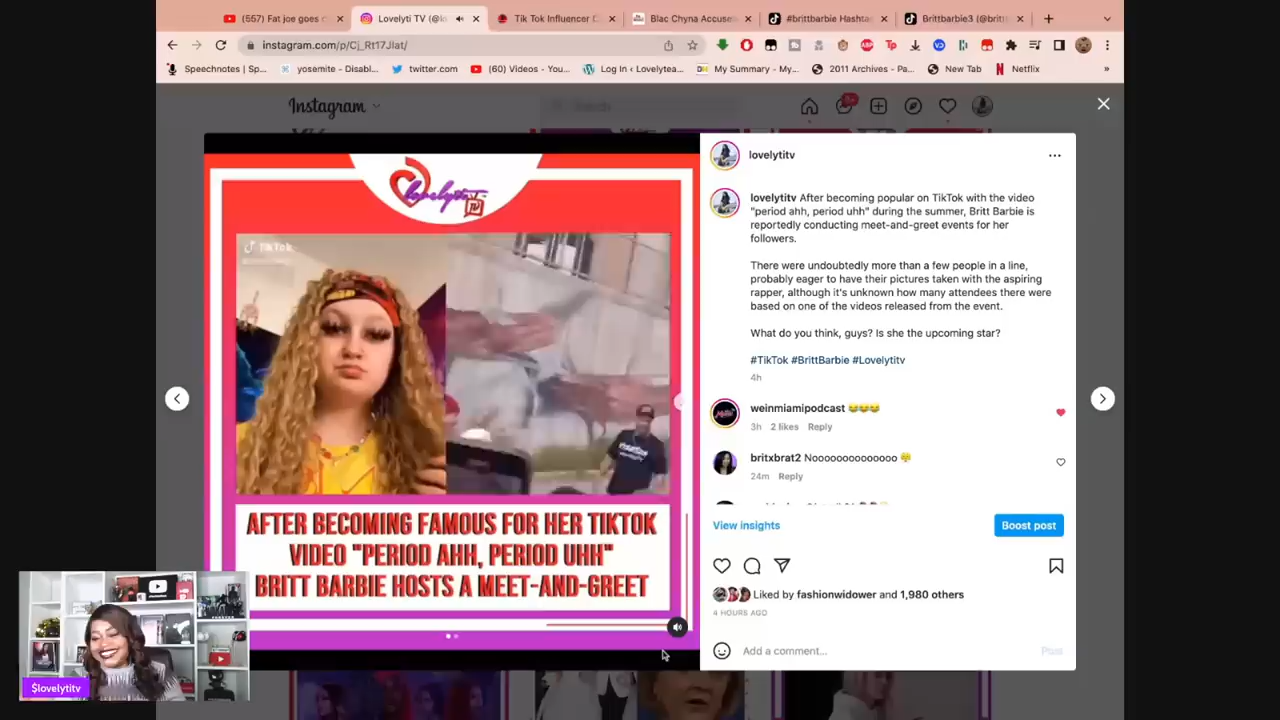 (557) Fat joe goes c
Lovelyti TV (@lo
Tik Tok Influencer C
Blac Chyna Accuse
#brittbarbie Hashta
Brittbarbie3 (@brit
instagram.com/p/Cj_Rt17JIat/
Speechnotes | Sp...
yosemite - Disabl...
twitter.com
(60) Videos - You...
Log In ‹ Lovelytea...
My Summary - My...
2011 Archives - Pa...
New Tab
Netflix
»
Instagram
Search
lovelytitv
lovelytitv After becoming popular on TikTok with the video
"period ahh, period uhh" during the summer, Britt Barbie is
reportedly conducting meet-and-greet events for her
followers.
There were undoubtedly more than a few people in a line,
probably eager to have their pictures taken with the aspiring
rapper, although it's unknown how many attendees there were
based on one of the videos released from the event.
What do you think, guys? Is she the upcoming star?
#TikTok #BrittBarbie #Lovelytitv
4h
weinmiamipodcast 😂😂😂
3h 2 likes Reply
britxbrat2 Nooooooooooooooo 😤
24m Reply
View insights
Boost post
Liked by fashionwidower and 1,980 others
4 HOURS AGO
Add a comment...
Post
lovelyti
TikTok
AFTER BECOMING FAMOUS FOR HER TIKTOK
VIDEO "PERIOD AHH, PERIOD UHH"
BRITT BARBIE HOSTS A MEET-AND-GREET
$lovelytitv